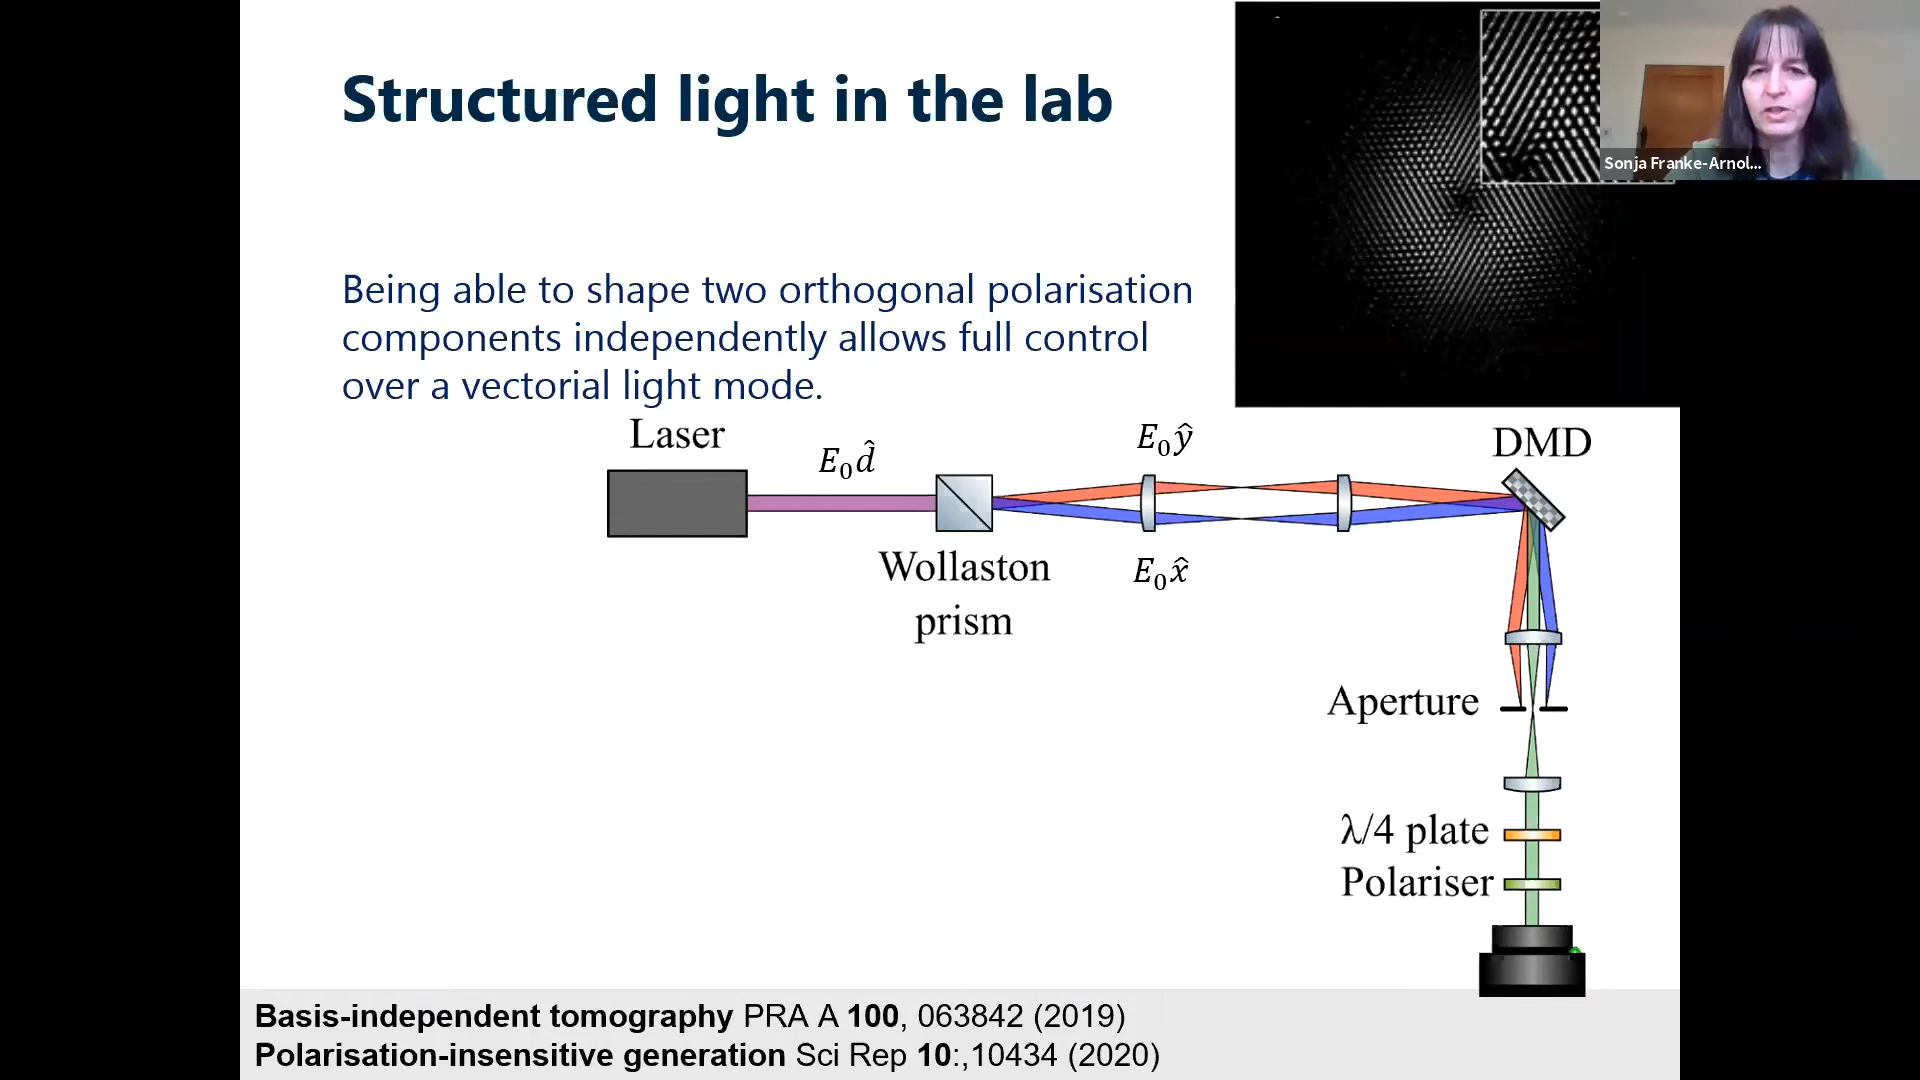 Structured light in the lab
Sonja Franke-Arnol...
Being able to shape two orthogonal polarisation
components independently allows full control
over a vectorial light mode.
Laser
E₀d̂
E₀ŷ
DMD
Wollaston
prism
E₀x̂
Aperture
λ/4 plate
Polariser
Basis-independent tomography PRA A 100, 063842 (2019)
Polarisation-insensitive generation Sci Rep 10:,10434 (2020)